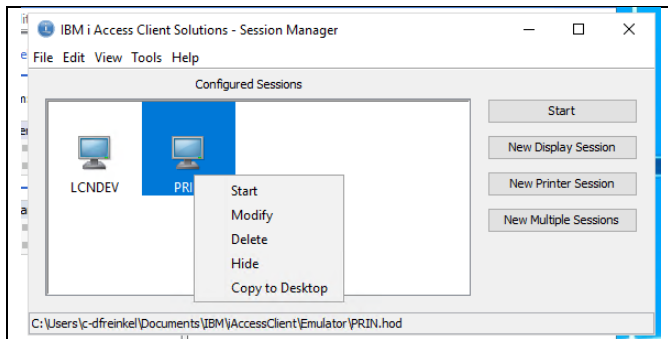 IBM i Access Client Solutions - Session Manager
File Edit View Tools Help
Configured Sessions
Start
New Display Session
New Printer Session
New Multiple Sessions
LCNDEV
Start
Modify
Delete
Hide
Copy to Desktop
C:\Users\c-dfreinkel\Documents\IBM\iAccessClient\Emulator\PRIN.hod